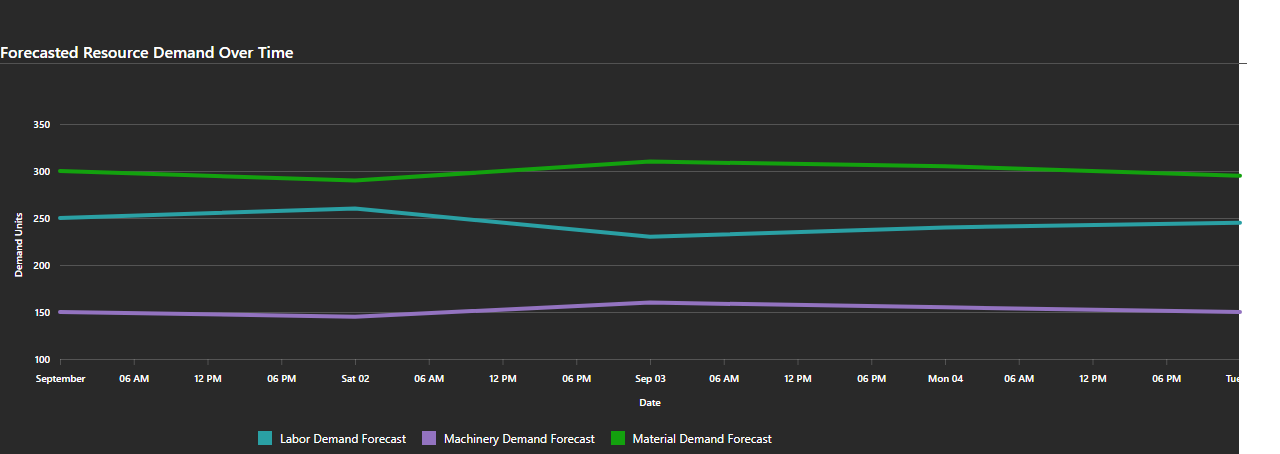 Forecasted Resource Demand Over Time
350
300
250
200
150
100
Demand Units
September 06 AM 12 PM 06 PM Sat 02 06 AM 12 PM 06 PM Sep 03 06 AM 12 PM 06 PM Mon 04 06 AM 12 PM 06 PM Tue
Date
Labor Demand Forecast Machinery Demand Forecast Material Demand Forecast